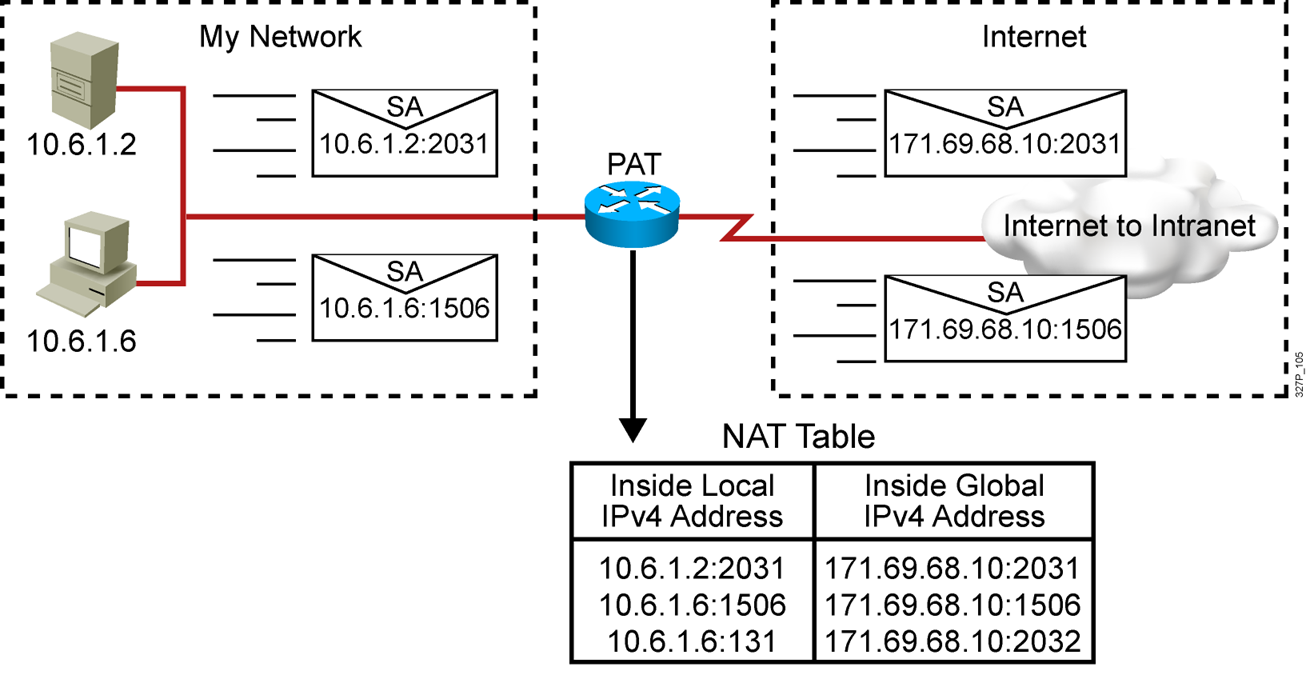 My Network
10.6.1.2
SA
10.6.1.2:2031
SA
10.6.1.6:1506
10.6.1.6
PAT
Internet
SA
171.69.68.10:2031
Internet to Intranet
SA
171.69.68.10:1506
327P_105
NAT Table
Inside Local
IPv4 Address
Inside Global
IPv4 Address
10.6.1.2:2031 171.69.68.10:2031
10.6.1.6:1506 171.69.68.10:1506
10.6.1.6:131 171.69.68.10:2032